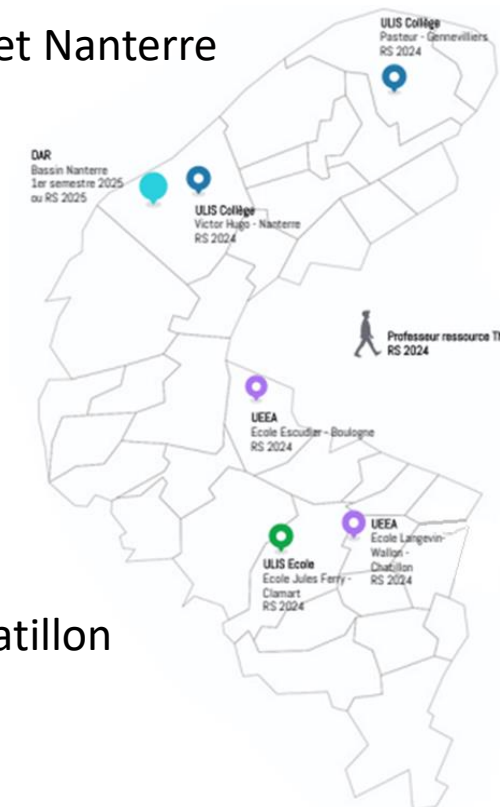 et Nanterre
ULIS Collège
Pasteur - Gennevilliers
RS 2024
DAR
Bassin Nanterre
1er semestre 2025
ou RS 2025
ULIS Collège
Victor Hugo - Nanterre
RS 2024
Professeur ressource
RS 2024
UEEA
Ecole Escudier - Boulogne
RS 2024
UEEA
Ecole Langevin-
Wallon -
Chatillon
RS 2024
ULIS Ecole
Ecole Jules Ferry -
Clamart
RS 2024
atillon